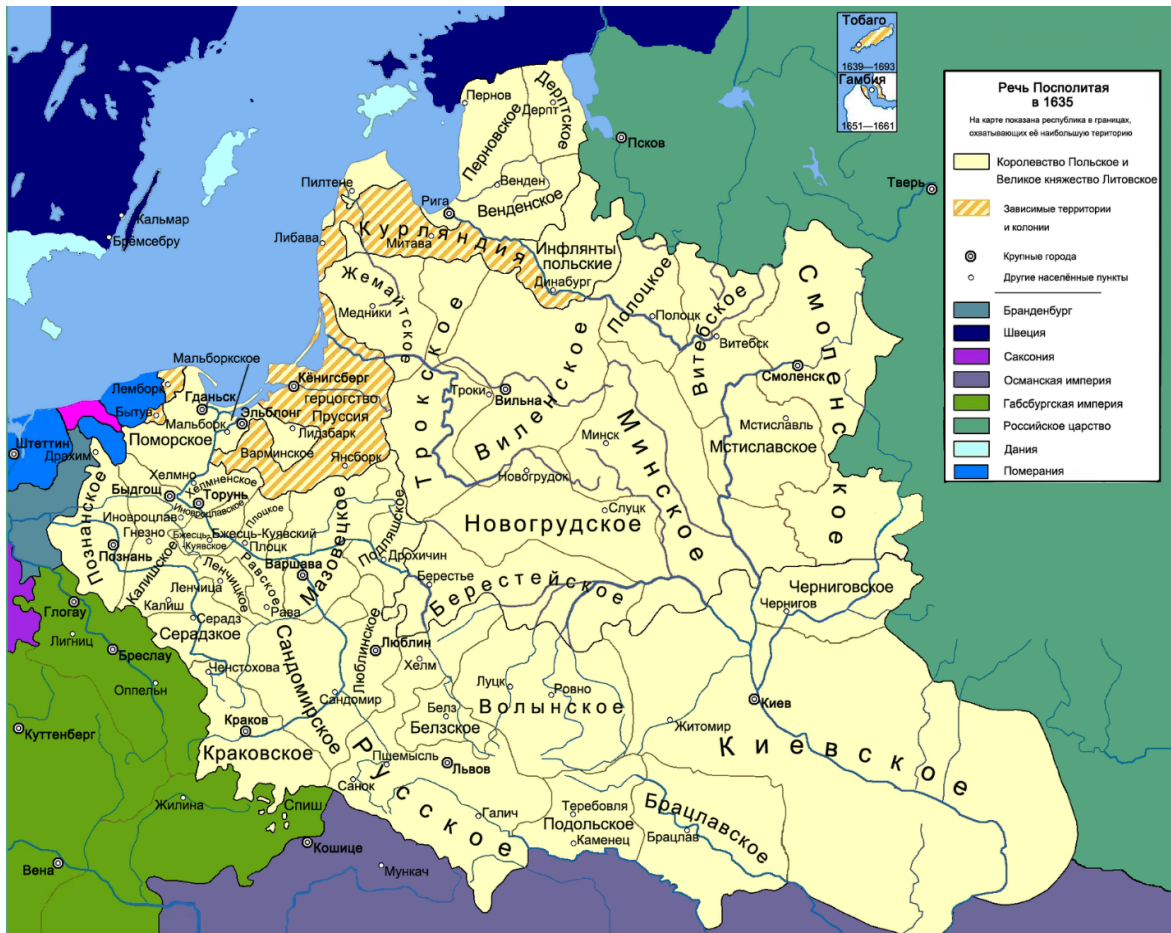 Тобаго
1639—1693
Гамбия
1651—1661
Речь Посполитая
в 1635
На карте показана республика в границах,
охватывающих её наибольшую территорию
Королевство Польское и
Великое княжество Литовское
Зависимые территории
и колонии
Крупные города
Другие населённые пункты
Бранденбург
Швеция
Саксония
Османская империя
Габсбургская империя
Российское царство
Дания
Померания
Пернов
Дерпт
Дерптское
Перновское
Псков
Тверь
Венден
Венденское
Пилтене
Рига
Кальмар
Брёмсебру
Либава
Курляндия
Митава
Инфлянты
польские
Динабург
Жемайтское
Медники
Полоцкое
Полоцк
Витебское
Витебск
Смоленское
Смоленск
Мальборкское
Лемборк
Бытув
Гданьск
Кёнигсберг
герцогство
Пруссия
Эльблонг
Мальборк
Лидзбарк
Варминское
Янсборк
Троки
Вильна
Трокское
Виленское
Минское
Минск
Мстиславль
Мстиславское
Штеттин
Драхим
Поморское
Хелмно
Хелмненское
Быдгощ
Торунь
Новогрудок
Слуцк
Новогрудское
Иноврацлавское
Иновроцлав
Плоцкое
Гнезно
Бжесць-Куявский
Бжесць-
Куявское
Плоцк
Познанское
Познань
Мазовецкое
Подляшское
Дрохичин
Варшава
Калишское
Ленчицкое
Равское
Ленчица
Калиш
Рава
Берестье
Берестейское
Черниговское
Чернигов
Глогау
Лигниц
Серадз
Серадзкое
Бреслау
Ченстохова
Сандомирское
Люблинское
Люблин
Хелм
Оппельн
Сандомир
Луцк
Ровно
Волынское
Киев
Киевское
Куттенберг
Краков
Краковское
Белз
Белзское
Житомир
Пшемысль
Львов
Русское
Санок
Галич
Жилина
Спиш
Теребовля
Подольское
Каменец
Брацлавское
Брацлав
Кошице
Вена
Мункач